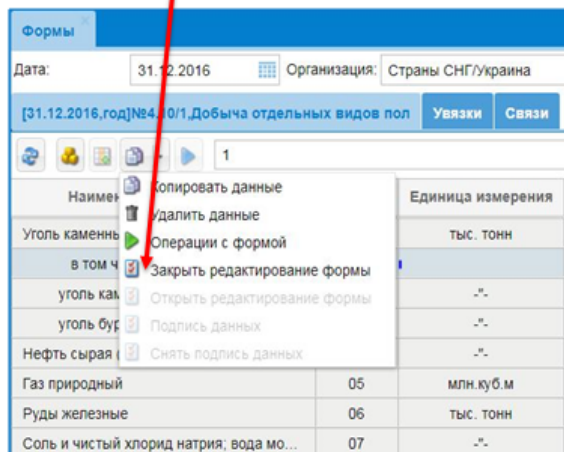 Формы
Дата: 31.12.2016 Организация: Страны СНГ/Украина
[31.12.2016,год]№4.10/1,Добыча отдельных видов пол Увязки Связи
1
Наимен Единица измерения
Копировать данные
Удалить данные
Уголь каменнь тыс. тонн
Операции с формой
в том ч
Закрыть редактирование формы
уголь кам Открыть редактирование формы -"-
уголь бур Подпись данных -"-
Нефть сырая ( Снять подпись данных -"-
Газ природный 05 млн.куб.м
Руды железные 06 тыс. тонн
Соль и чистый хлорид натрия; вода мо... 07 -"-